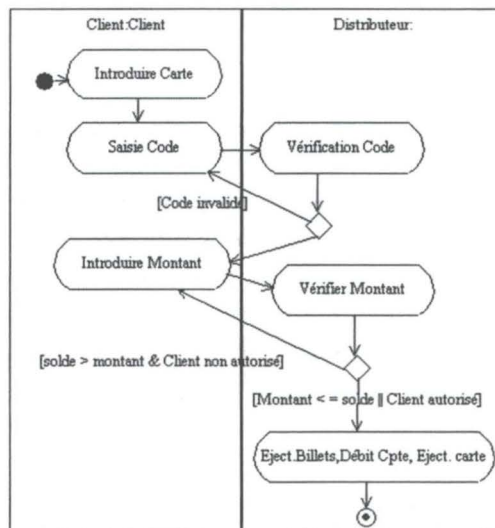 Client:Client
Distributeur:
Introduire Carte
Saisie Code
Vérification Code
[Code invalide]
Introduire Montant
Vérifier Montant
[solde > montant & Client non autorisé]
[Montant < = solde || Client autorisé]
Eject.Billets,Débit Cpte, Eject. carte